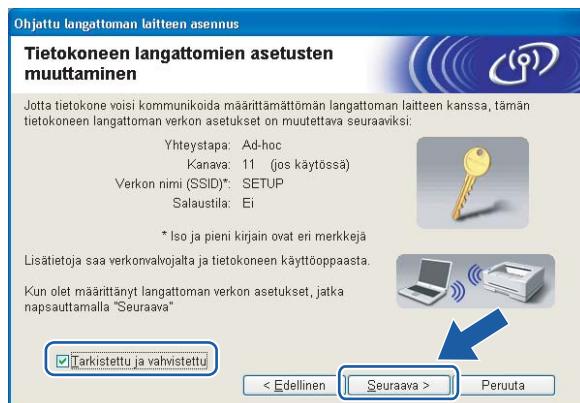 Ohjattu langattoman laitteen asennus
Tietokoneen langattomien asetusten
muuttaminen
Jotta tietokone voisi kommunikoida määrittämättömän langattoman laitteen kanssa, tämän
tietokoneen langattoman verkon asetukset on muutettava seuraaviksi:
Yhteystapa: Ad-hoc
Kanava: 11 (jos käytössä)
Verkon nimi (SSID)*: SETUP
Salaustila: Ei
* Iso ja pieni kirjain ovat eri merkkejä
Lisätietoja saa verkonvalvojalta ja tietokoneen käyttöoppaasta.
Kun olet määrittänyt langattoman verkon asetukset, jatka
napsauttamalla "Seuraava"
Tarkistettu ja vahvistettu
< Edellinen Seuraava > Peruuta